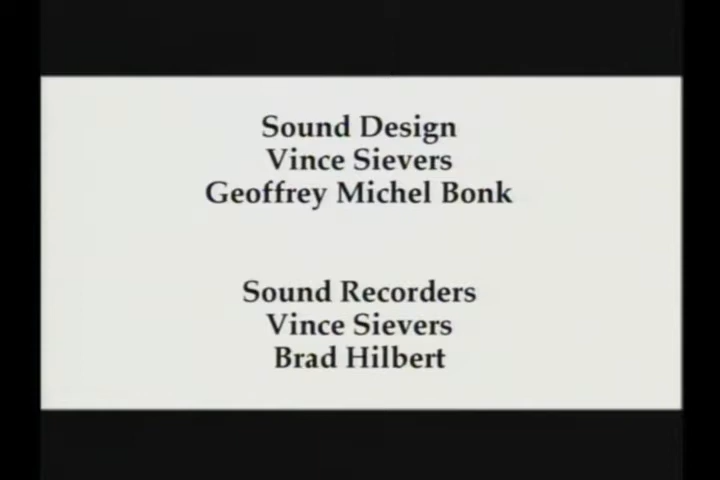 Sound Design
Vince Sievers
Geoffrey Michel Bonk
Sound Recorders
Vince Sievers
Brad Hilbert